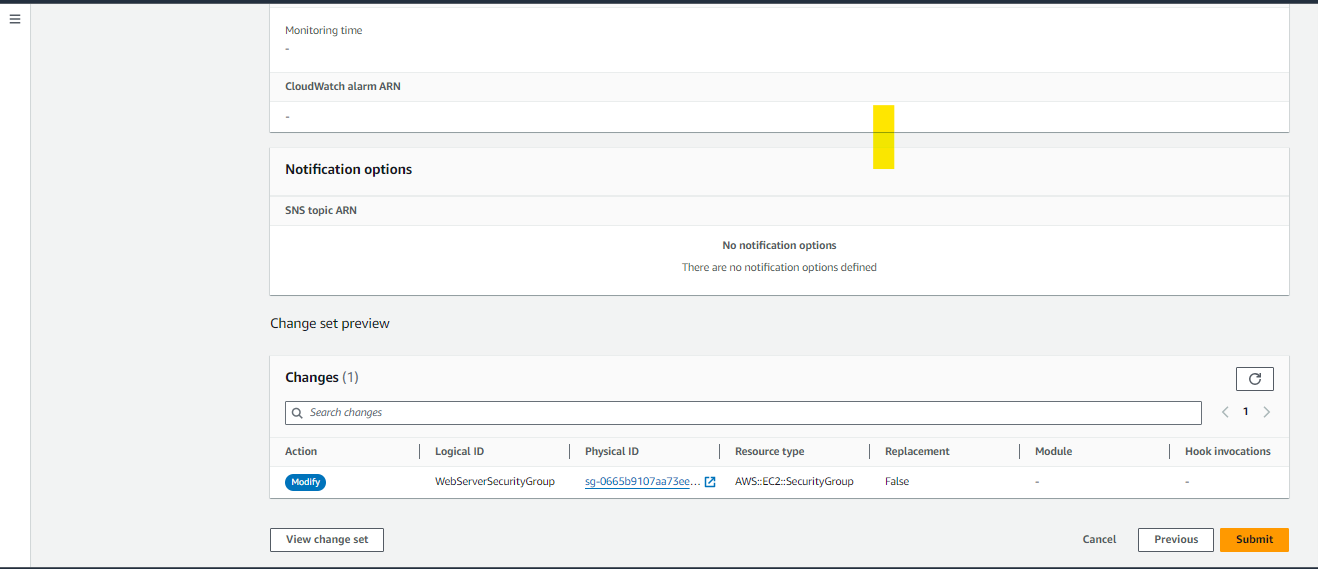 Monitoring time
-
CloudWatch alarm ARN
-
Notification options
SNS topic ARN
No notification options
There are no notification options defined
Change set preview
Changes (1)
Search changes
1
Action Logical ID Physical ID Resource type Replacement Module Hook invocations
Modify WebServerSecurityGroup sg-0665b9107aa73ee... AWS::EC2::SecurityGroup False - -
View change set Cancel Previous Submit